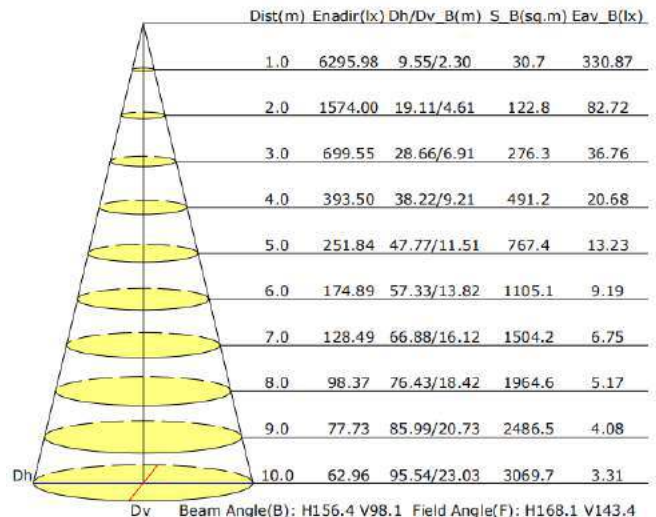 Dist(m) Enadir(lx) Dh/Dv_B(m) S_B(sq.m) Eav_B(lx)
1.0 6295.98 9.55/2.30 30.7 330.87
2.0 1574.00 19.11/4.61 122.8 82.72
3.0 699.55 28.66/6.91 276.3 36.76
4.0 393.50 38.22/9.21 491.2 20.68
5.0 251.84 47.77/11.51 767.4 13.23
6.0 174.89 57.33/13.82 1105.1 9.19
7.0 128.49 66.88/16.12 1504.2 6.75
8.0 98.37 76.43/18.42 1964.6 5.17
9.0 77.73 85.99/20.73 2486.5 4.08
Dh 10.0 62.96 95.54/23.03 3069.7 3.31
Dv Beam Angle(B): H156.4 V98.1 Field Angle(F): H168.1 V143.4